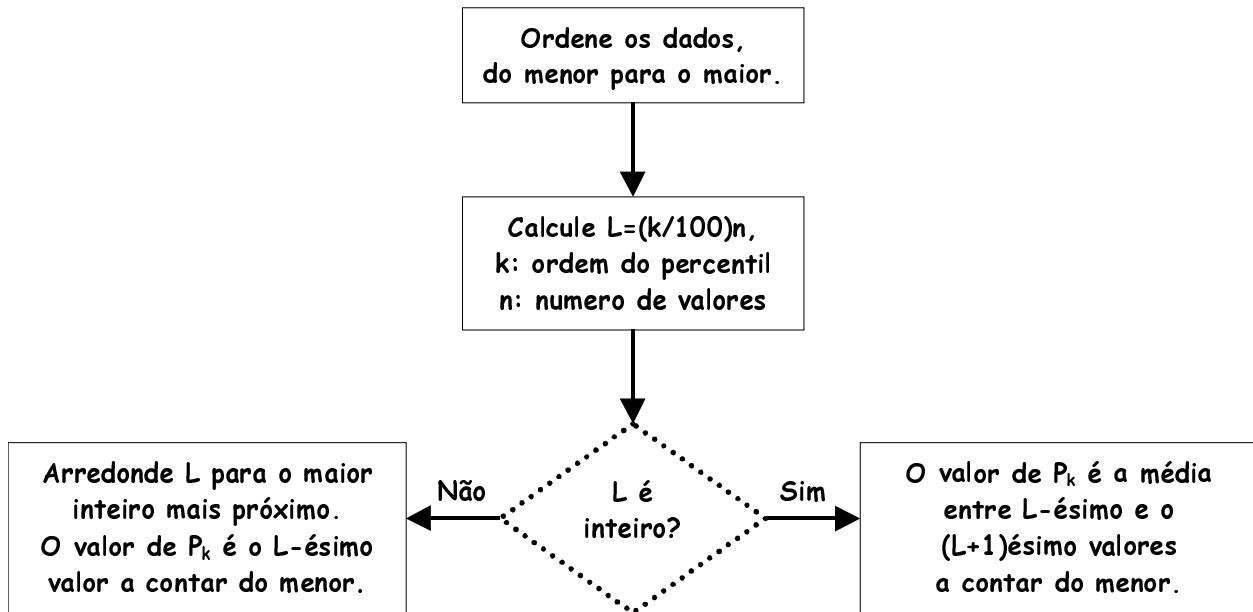 Ordene os dados,
do menor para o maior.
Calcule L=(k/100)n,
k: ordem do percentil
n: numero de valores
Arredonde L para o maior
inteiro mais próximo.
O valor de Pₖ é o L-ésimo
valor a contar do menor.
Não
L é
inteiro?
Sim
O valor de Pₖ é a média
entre L-ésimo e o
(L+1)ésimo valores
a contar do menor.